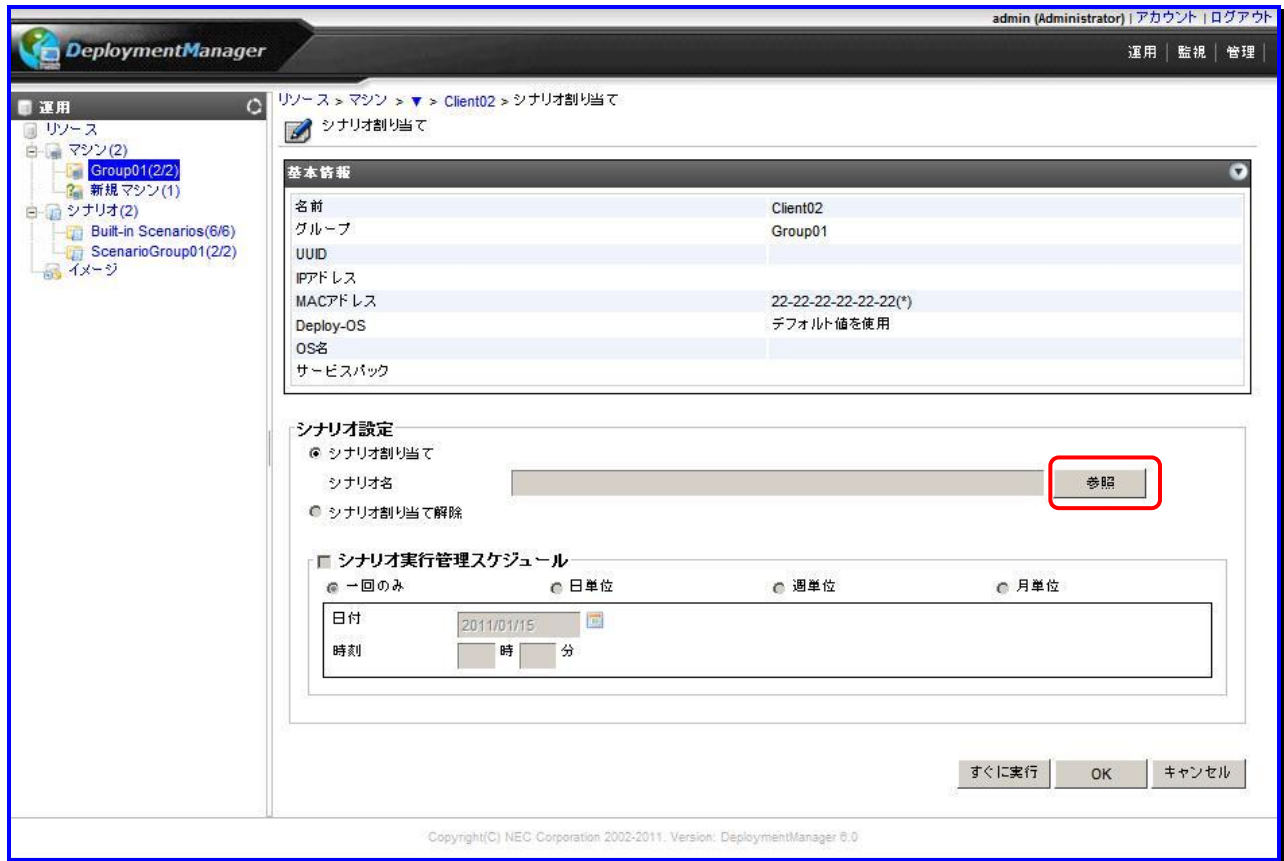 admin (Administrator) | アカウント | ログアウト
DeploymentManager
運用 | 監視 | 管理
運用
リソース
マシン(2)
Group01(2/2)
新規マシン(1)
シナリオ(2)
Built-in Scenarios(6/6)
ScenarioGroup01(2/2)
イメージ
リソース > マシン > ▼ > Client02 > シナリオ割り当て
シナリオ割り当て
基本情報
名前 Client02
グループ Group01
UUID
IPアドレス
MACアドレス 22-22-22-22-22-22(*)
Deploy-OS デフォルト値を使用
OS名
サービスパック
シナリオ設定
シナリオ割り当て
シナリオ名 参照
シナリオ割り当て解除
シナリオ実行管理スケジュール
一回のみ 日単位 週単位 月単位
日付 2011/01/15
時刻 時 分
すぐに実行 OK キャンセル
Copyright(C) NEC Corporation 2002-2011. Version: DeploymentManager 6.0